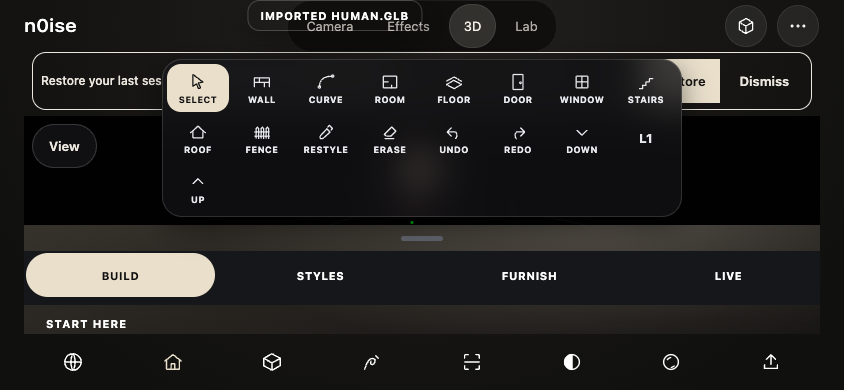 n0ise
IMPORTED HUMAN.GLB
Camera Effects 3D Lab
Restore your last ses
tore Dismiss
SELECT WALL CURVE ROOM FLOOR DOOR WINDOW STAIRS
ROOF FENCE RESTYLE ERASE UNDO REDO DOWN L1
UP
View
BUILD STYLES FURNISH LIVE
START HERE